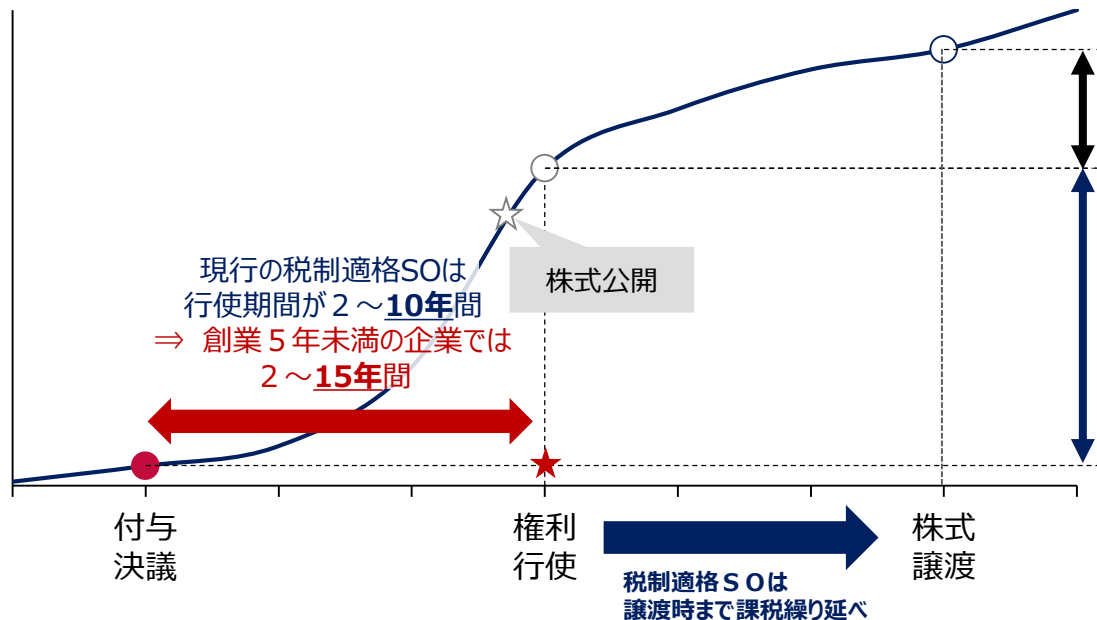 現行の税制適格SOは
行使期間が２～10年間
⇒ 創業５年未満の企業では
２～15年間
株式公開
付与
決議
権利
行使
株式
譲渡
税制適格ＳＯは
譲渡時まで課税繰り延べ